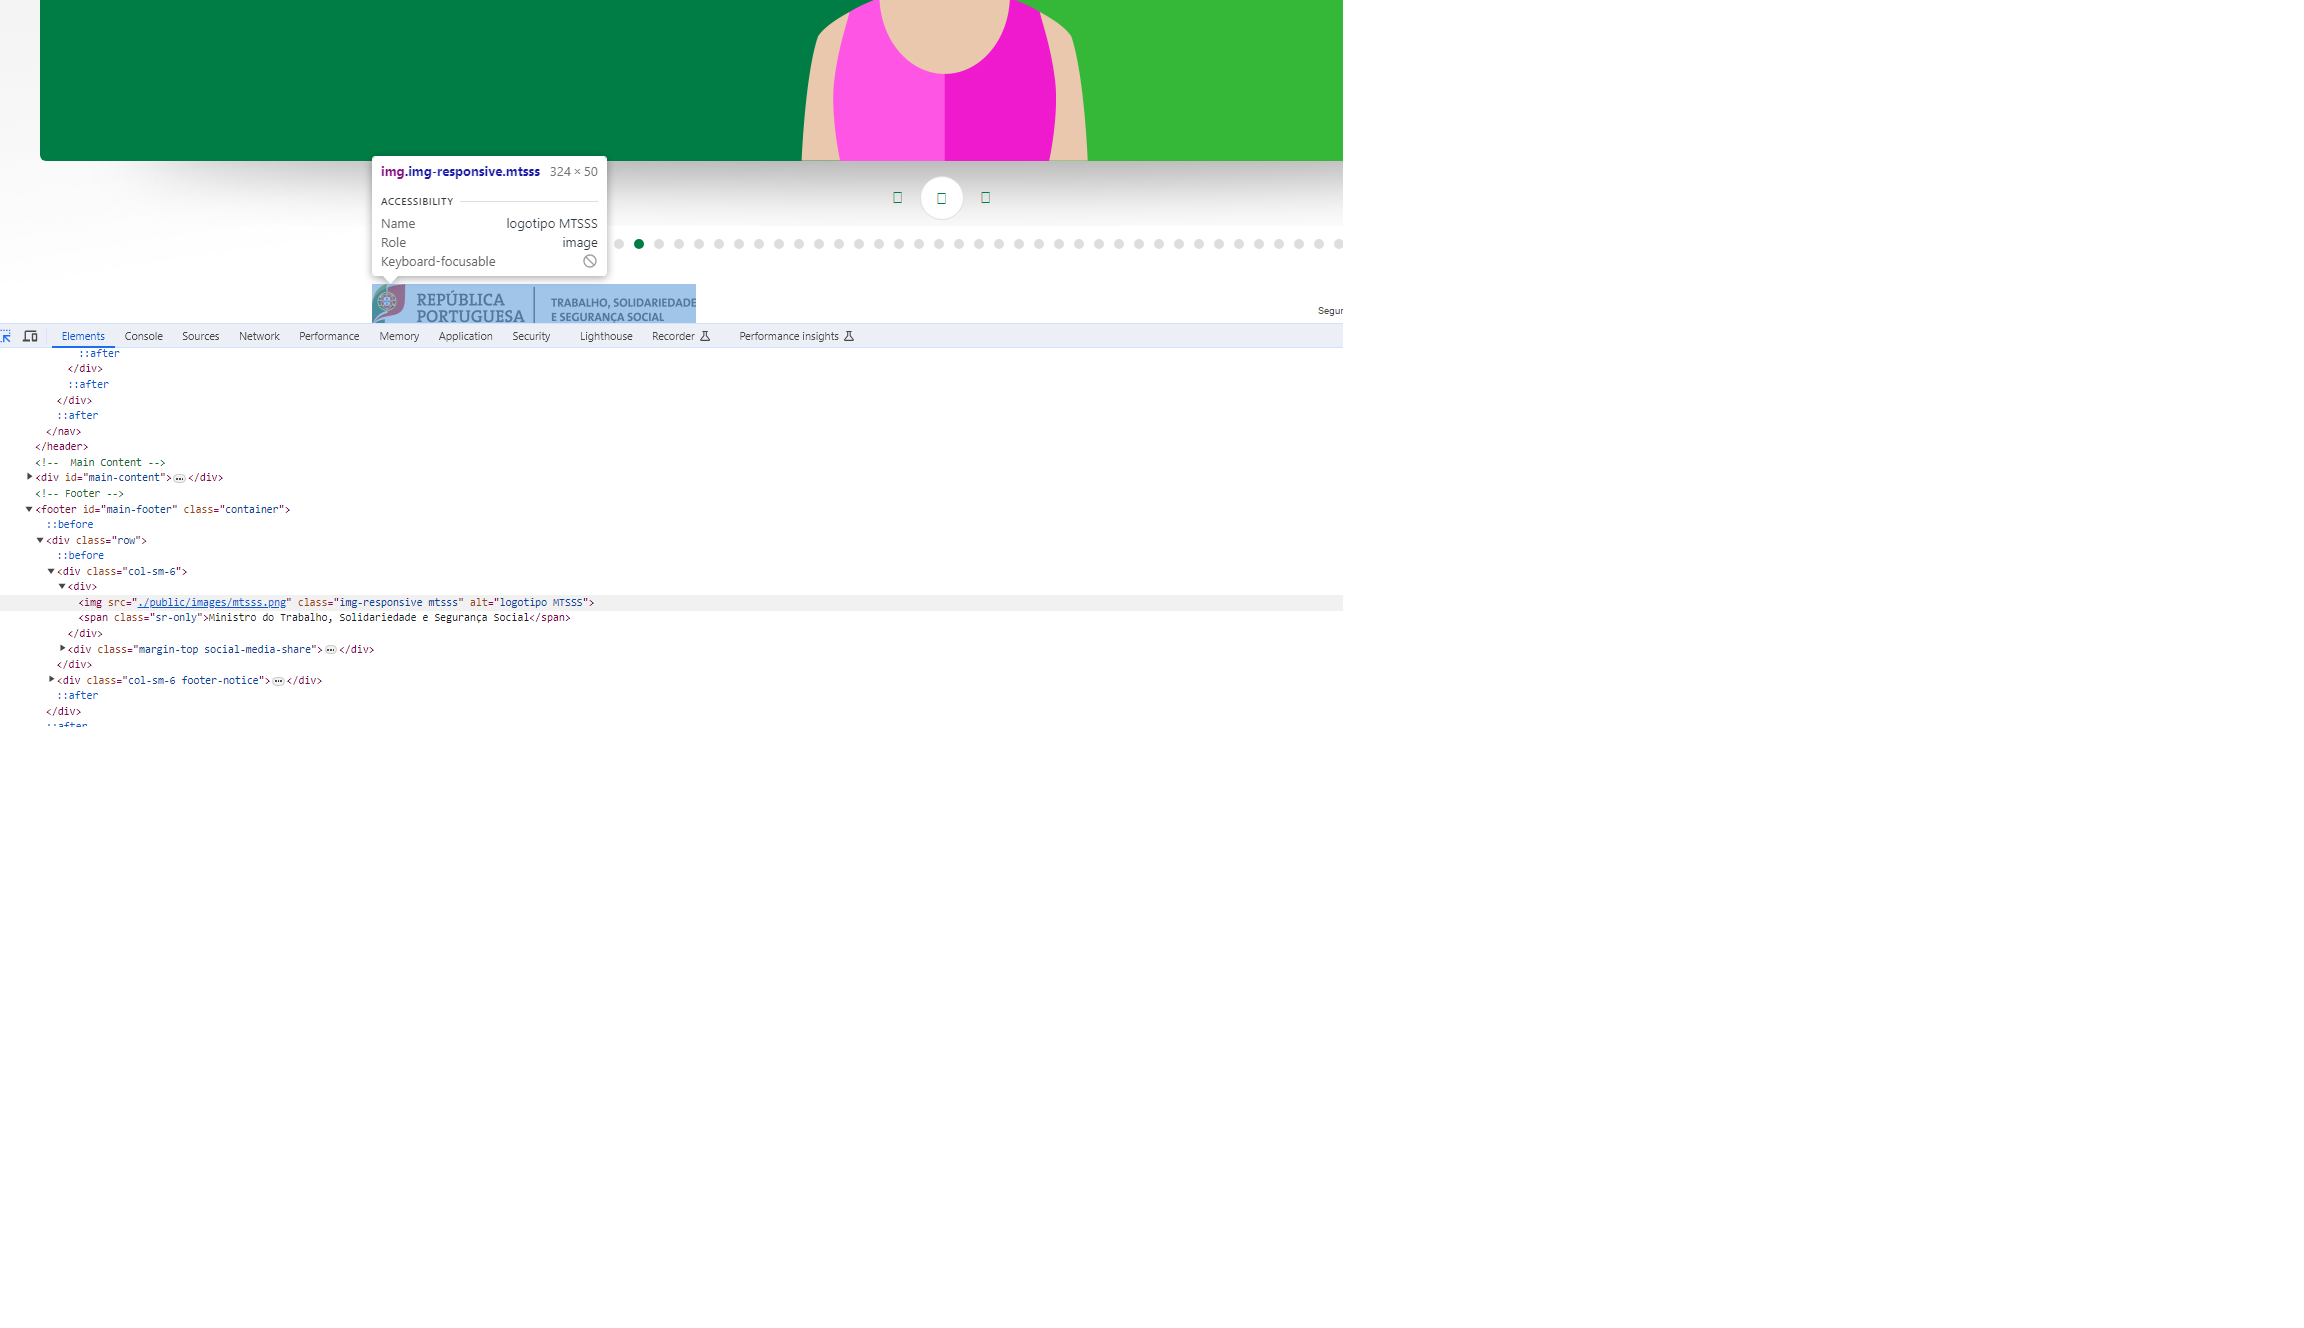 img.img-responsive.mtsss 324 × 50
ACCESSIBILITY
Name logotipo MTSSS
Role image
Keyboard-focusable
REPÚBLICA
PORTUGUESA
TRABALHO, SOLIDARIEDADE
E SEGURANÇA SOCIAL
Segur
Elements Console Sources Network Performance Memory Application Security Lighthouse Recorder Performance insights
::after
</div>
::after
</div>
::after
</nav>
</header>
<!--  Main Content -->
<div id="main-content">…</div>
<!-- Footer -->
<footer id="main-footer" class="container">
::before
<div class="row">
::before
<div class="col-sm-6">
<div>
<img src="./public/images/mtsss.png" class="img-responsive mtsss" alt="logotipo MTSSS">
<span class="sr-only">Ministro do Trabalho, Solidariedade e Segurança Social</span>
</div>
<div class="margin-top social-media-share">…</div>
</div>
<div class="col-sm-6 footer-notice">…</div>
::after
</div>
::after